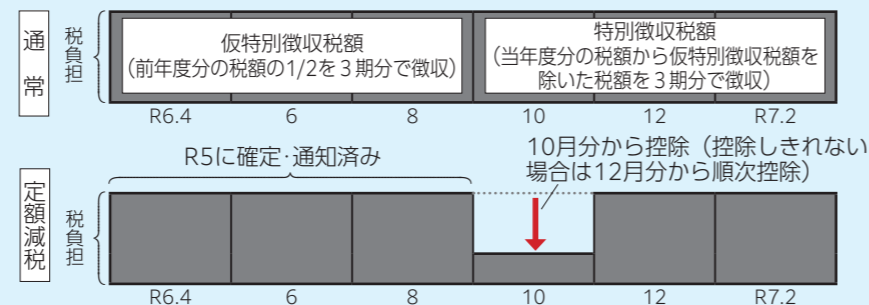 通常
税負担
仮特別徴収税額
(前年度分の税額の1/2を３期分で徴収)
特別徴収税額
(当年度分の税額から仮特別徴収税額を
除いた税額を３期分で徴収)
R6.4 6 8 10 12 R7.2
R5に確定･通知済み
10月分から控除（控除しきれない
場合は12月分から順次控除）
定額減税
税負担
R6.4 6 8 10 12 R7.2